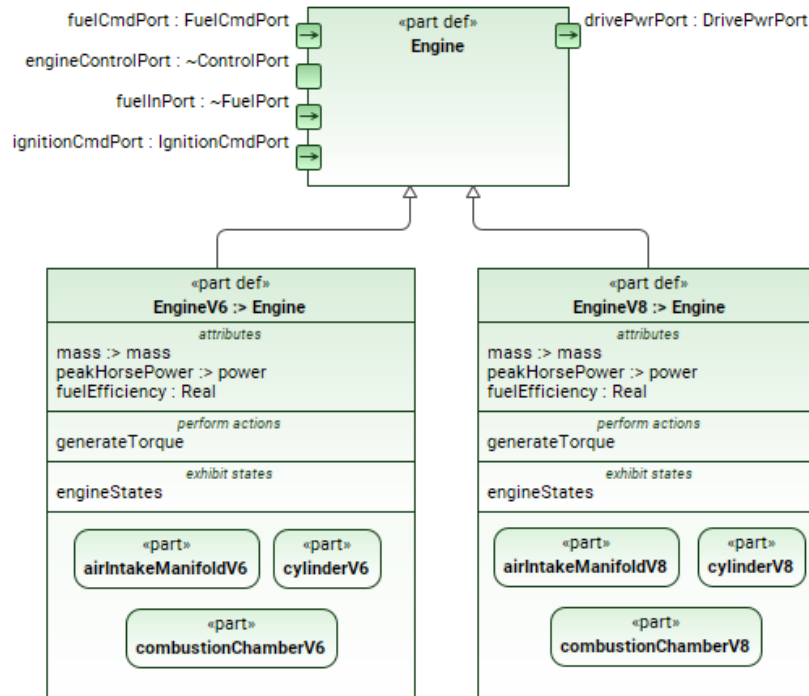 fuelCmdPort : FuelCmdPort
engineControlPort : ~ControlPort
fuelInPort : ~FuelPort
ignitionCmdPort : IgnitionCmdPort
«part def»
Engine
drivePwrPort : DrivePwrPort
«part def»
EngineV6 :> Engine
attributes
mass :> mass
peakHorsePower :> power
fuelEfficiency : Real
perform actions
generateTorque
exhibit states
engineStates
«part»
airIntakeManifoldV6
«part»
cylinderV6
«part»
combustionChamberV6
«part def»
EngineV8 :> Engine
attributes
mass :> mass
peakHorsePower :> power
fuelEfficiency : Real
perform actions
generateTorque
exhibit states
engineStates
«part»
airIntakeManifoldV8
«part»
cylinderV8
«part»
combustionChamberV8